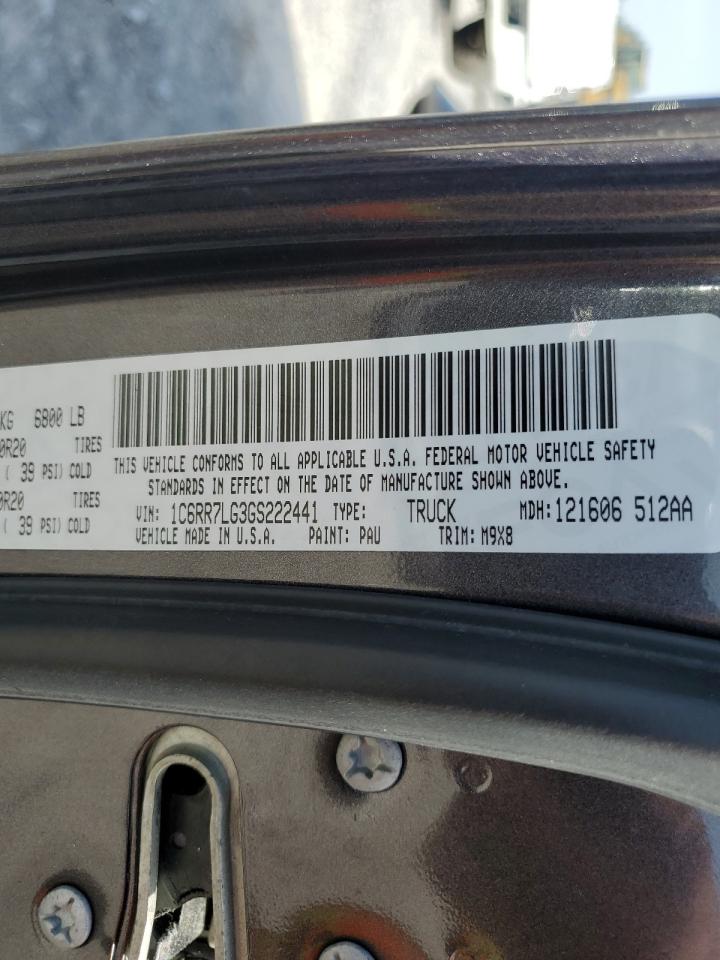 KG 6800 LB
0R20 TIRES
( 39 PSI) COLD
0R20 TIRES
( 39 PSI) COLD
THIS VEHICLE CONFORMS TO ALL APPLICABLE U.S.A. FEDERAL MOTOR VEHICLE SAFETY
STANDARDS IN EFFECT ON THE DATE OF MANUFACTURE SHOWN ABOVE.
VIN: 1C6RR7LG3GS222441 TYPE: TRUCK MDH: 121606 512AA
VEHICLE MADE IN U.S.A. PAINT: PAU TRIM: M9X8